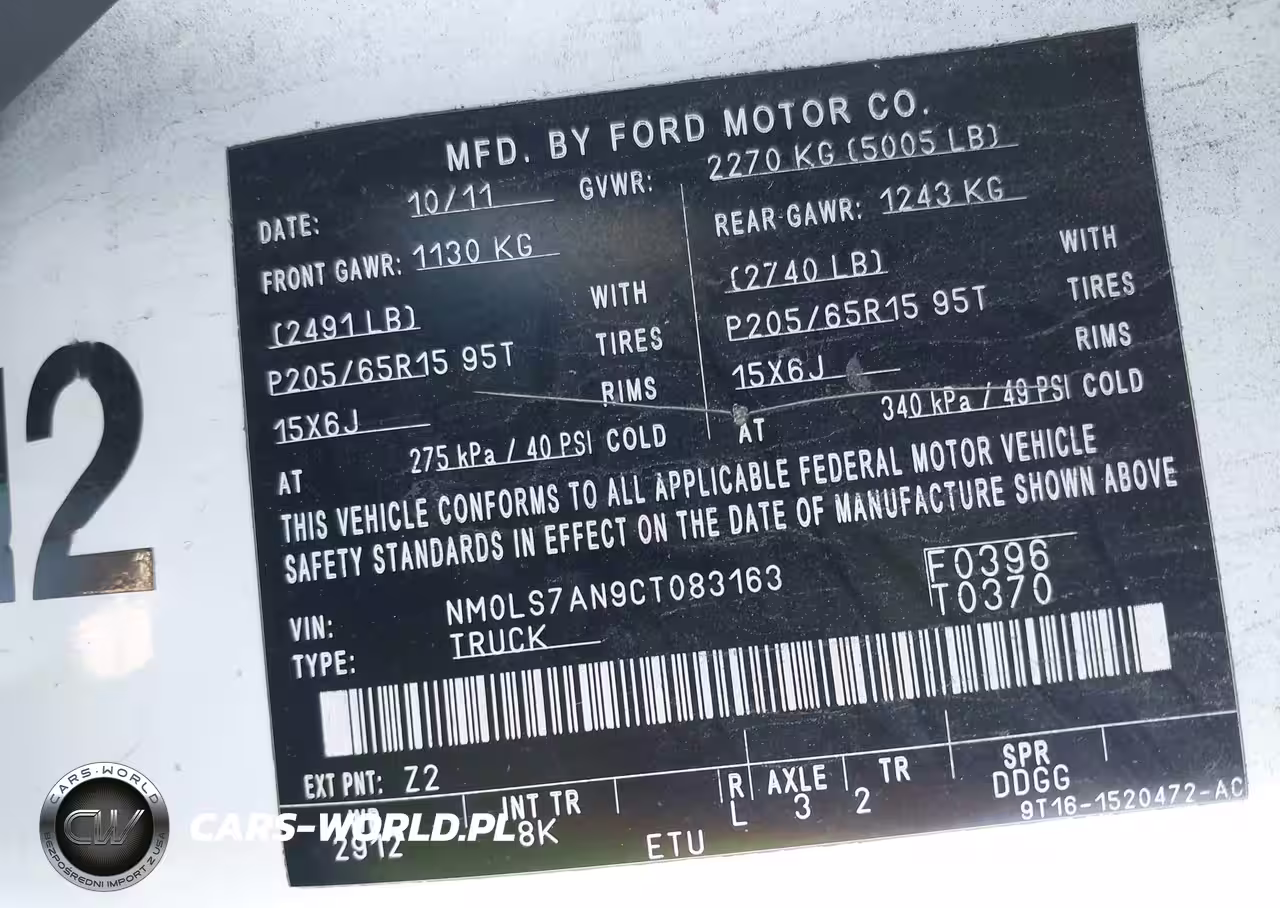 MFD. BY FORD MOTOR CO.
DATE: 10/11 GVWR: 2270 KG (5005 LB)
FRONT GAWR: 1130 KG
(2491 LB) WITH
P205/65R15 95T TIRES
15X6J RIMS
AT 275 kPa / 40 PSI COLD
REAR GAWR: 1243 KG
(2740 LB) WITH
P205/65R15 95T TIRES
15X6J RIMS
AT 340 kPa / 49 PSI COLD
THIS VEHICLE CONFORMS TO ALL APPLICABLE FEDERAL MOTOR VEHICLE
SAFETY STANDARDS IN EFFECT ON THE DATE OF MANUFACTURE SHOWN ABOVE
VIN: NM0LS7AN9CT083163
TYPE: TRUCK
F0396
T0370
EXT PNT: Z2
INT TR R AXLE TR SPR
2912 8K L 3 2 DDGG
ETU 9T16-1520472-AC
2
CARS-WORLD
CW
BEZPOŚREDNI IMPORT Z USA
CARS-WORLD.PL